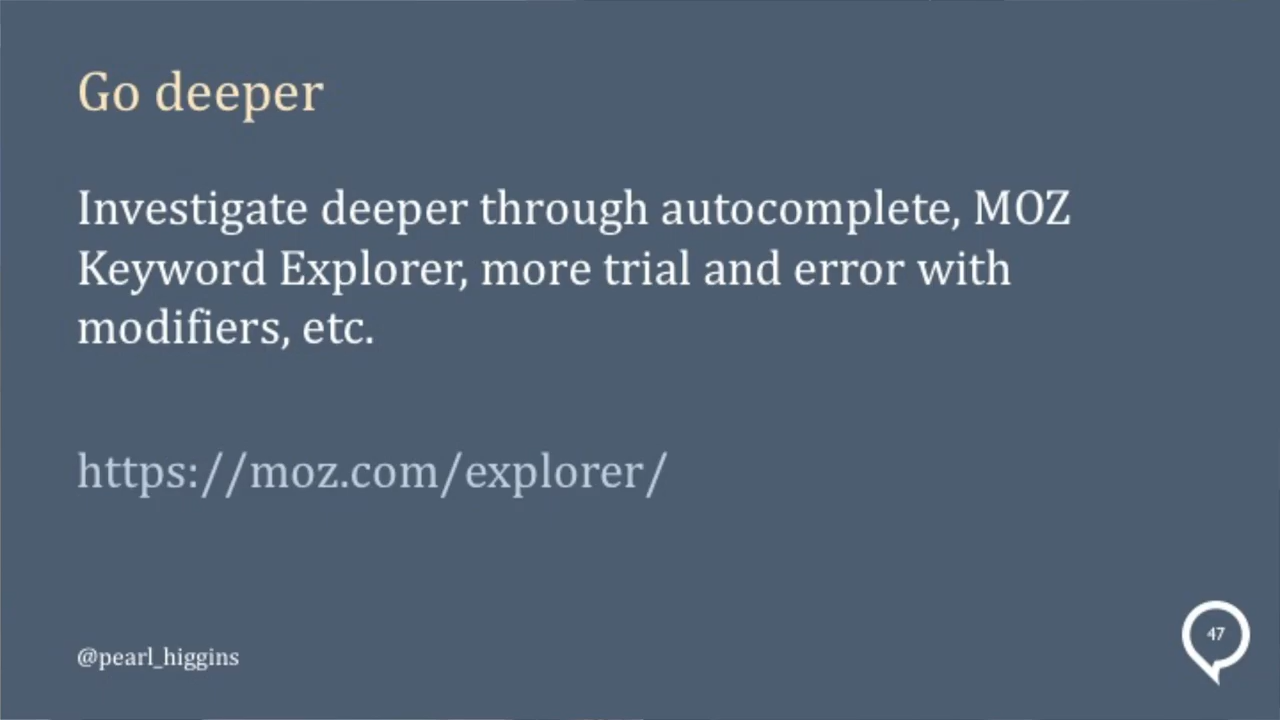 Go deeper
Investigate deeper through autocomplete, MOZ
Keyword Explorer, more trial and error with
modifiers, etc.
https://moz.com/explorer/
@pearl_higgins
47